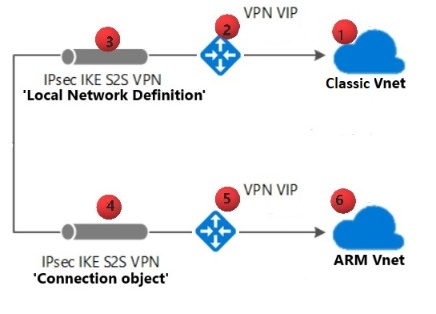 VPN VIP
3
2
1
IPsec IKE S2S VPN
'Local Network Definition'
Classic Vnet
4
5
VPN VIP
6
IPsec IKE S2S VPN
'Connection object'
ARM Vnet